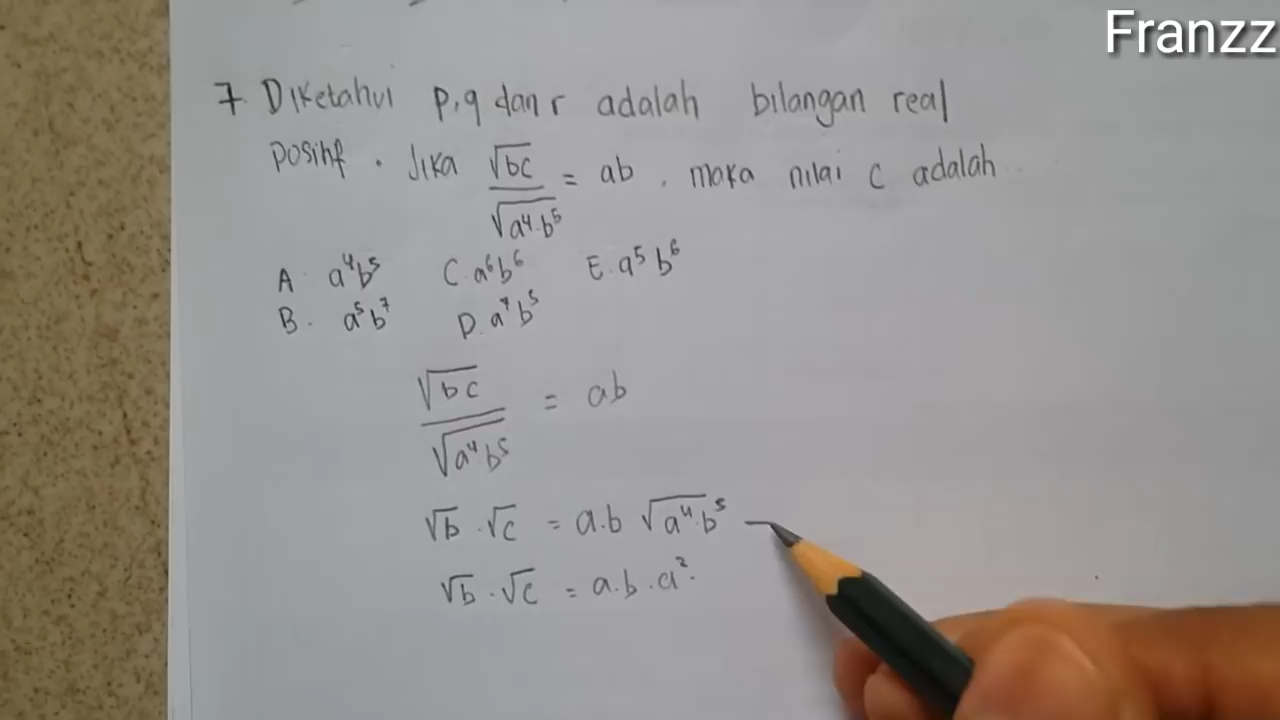 Franzz
7. Diketahui p,q dan r adalah bilangan real
positif. Jika √bc / √a⁴·b⁵ = ab, maka nilai c adalah
A. a⁴b⁵ C. a⁶b⁶ E. a⁵b⁶
B. a⁵b⁷ D. a⁷b⁵
√bc / √a⁴b⁵ = ab
√b · √c = a.b √a⁴·b⁵
√b · √c = a.b.a².